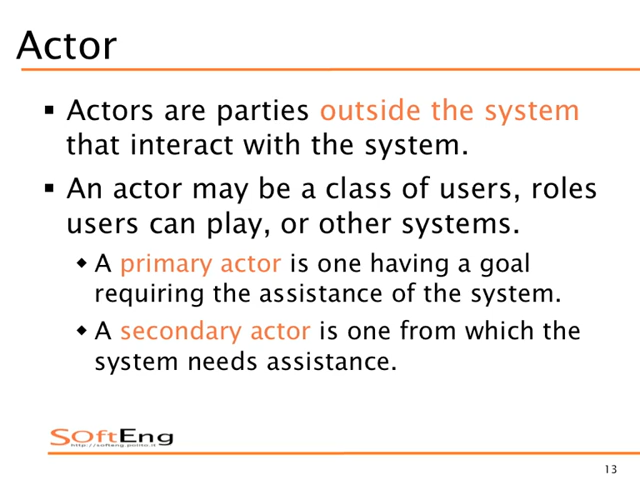 Actor
▪ Actors are parties outside the system
that interact with the system.
▪ An actor may be a class of users, roles
users can play, or other systems.
◆ A primary actor is one having a goal
requiring the assistance of the system.
◆ A secondary actor is one from which the
system needs assistance.
SOftEng
http://softeng.polito.it
13